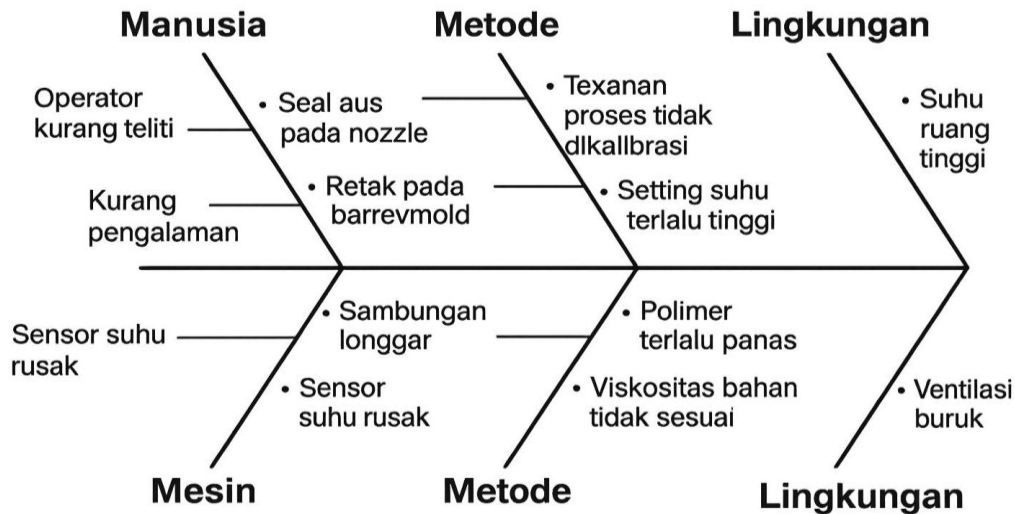 Manusia
Metode
Lingkungan
Operator
kurang teliti
Kurang
pengalaman
• Seal aus
pada nozzle
• Retak pada
barrevmold
• Texanan
proses tidak
dlkallbrasi
• Setting suhu
terlalu tinggi
• Suhu
ruang
tinggi
Sensor suhu
rusak
• Sambungan
longgar
• Sensor
suhu rusak
• Polimer
terlalu panas
• Viskositas bahan
tidak sesuai
• Ventilasi
buruk
Mesin
Metode
Lingkungan